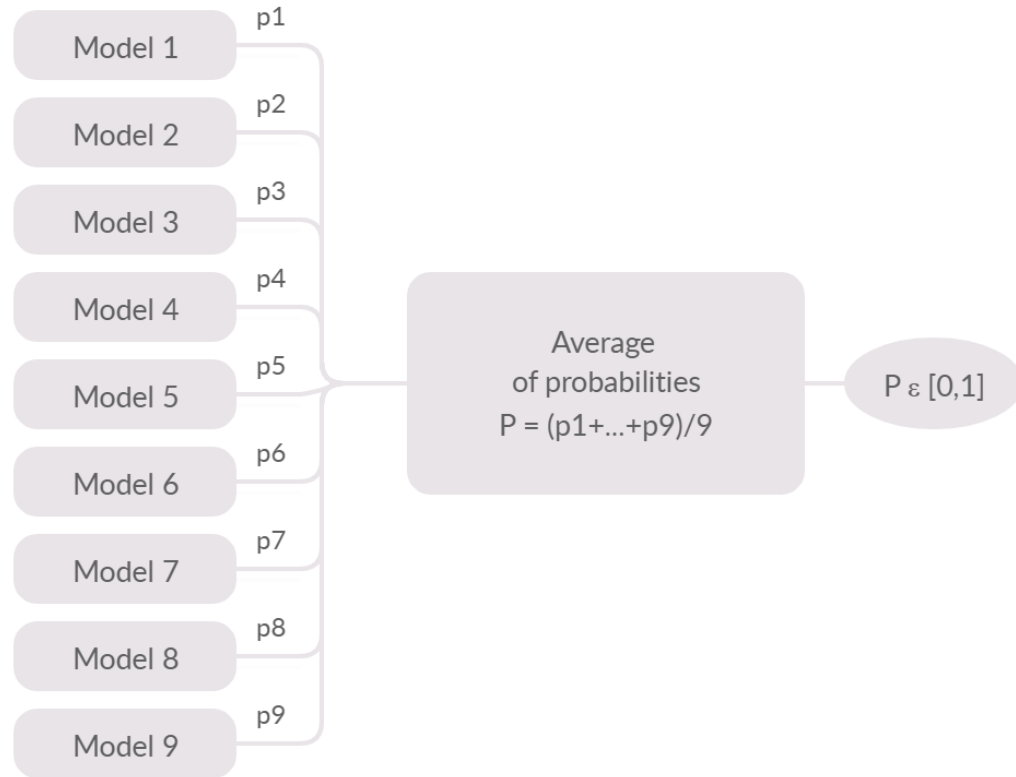 p1
Model 1
p2
Model 2
p3
Model 3
p4
Model 4
p5
Model 5
p6
Model 6
p7
Model 7
p8
Model 8
p9
Model 9
Average
of probabilities
P = (p1+...+p9)/9
P ε [0,1]